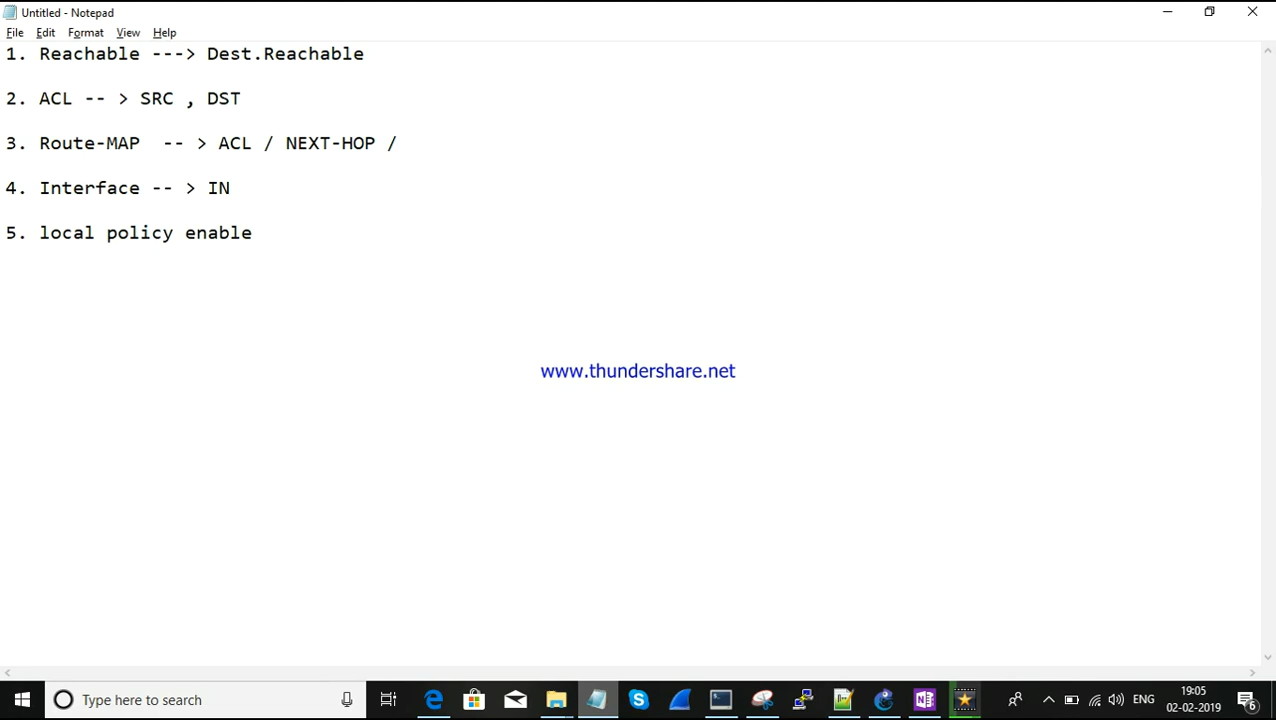 Untitled - Notepad
File Edit Format View Help
1. Reachable ---> Dest.Reachable
2. ACL -- > SRC , DST
3. Route-MAP -- > ACL / NEXT-HOP /
4. Interface -- > IN
5. local policy enable
www.thundershare.net
Type here to search
ENG
19:05
02-02-2019
6